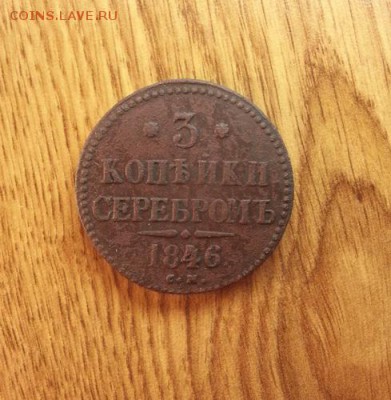 COINS.LAVE.RU
* 3 *
КОПѢЙКИ
СЕРЕБРОМЪ
1846.
С.М.